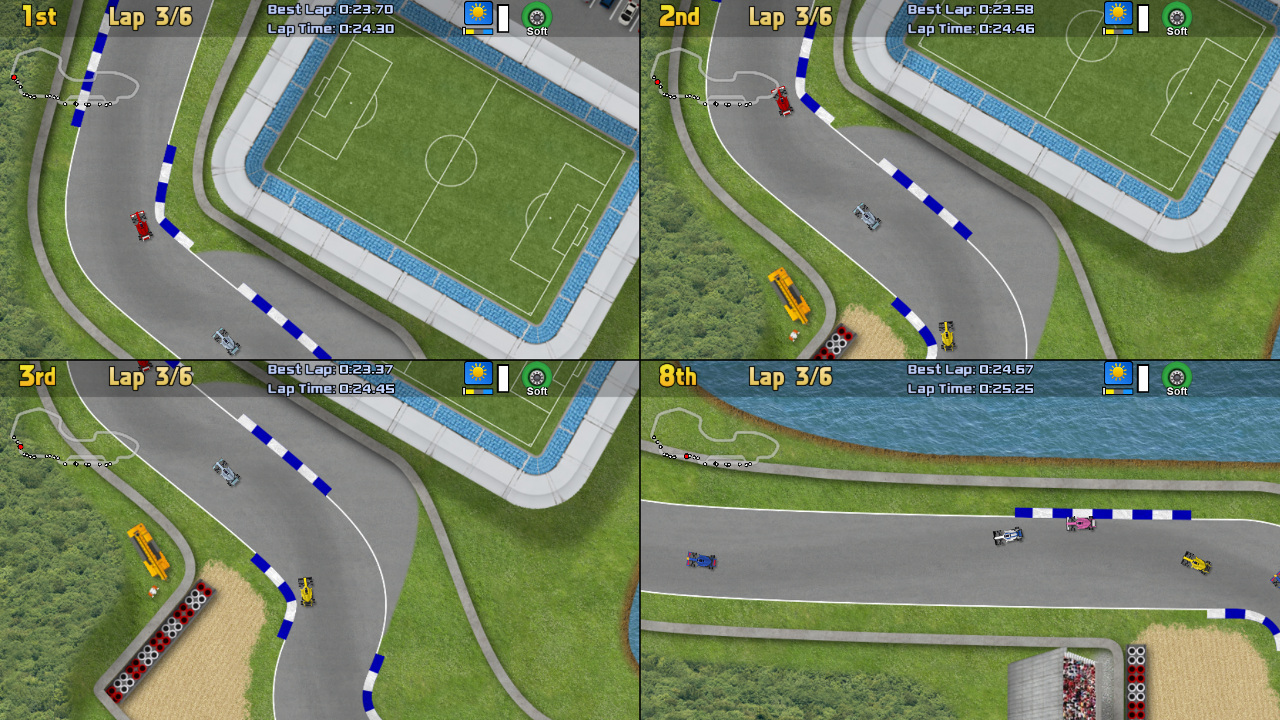 1st Lap 3/6 Best Lap: 0:23.70
Lap Time: 0:24.30
Soft
2nd Lap 3/6 Best Lap: 0:23.58
Lap Time: 0:24.46
Soft
3rd Lap 3/6 Best Lap: 0:23.37
Lap Time: 0:24.45
Soft
8th Lap 3/6 Best Lap: 0:24.67
Lap Time: 0:25.25
Soft